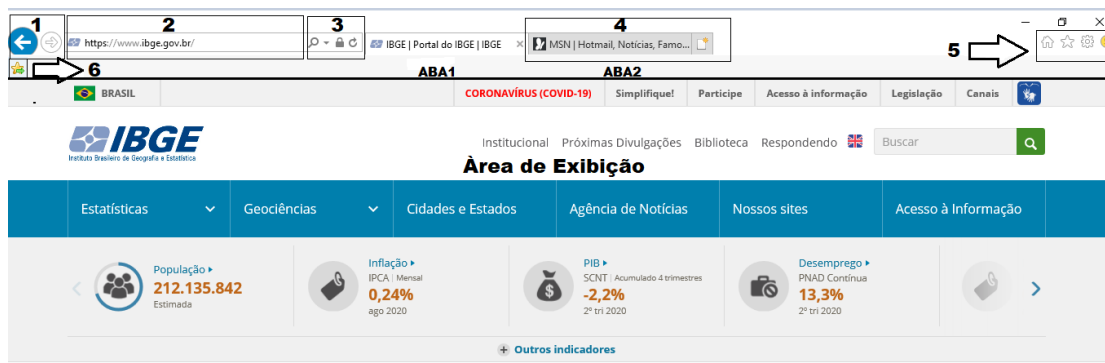 1 2 3 4
https://www.ibge.gov.br/ IBGE | Portal do IBGE | IBGE MSN | Hotmail, Notícias, Famo...
5
6 ABA1 ABA2
BRASIL CORONAVÍRUS (COVID-19) Simplifique! Participe Acesso à informação Legislação Canais
IBGE
Instituto Brasileiro de Geografia e Estatística
Institucional Próximas Divulgações Biblioteca Respondendo Buscar
Àrea de Exibição
Estatísticas Geociências Cidades e Estados Agência de Notícias Nossos sites Acesso à Informação
População
212.135.842
Estimada
Inflação
IPCA | Mensal
0,24%
ago 2020
PIB
SCNT | Acumulado 4 trimestres
-2,2%
2º tri 2020
Desemprego
PNAD Contínua
13,3%
2º tri 2020
Outros indicadores